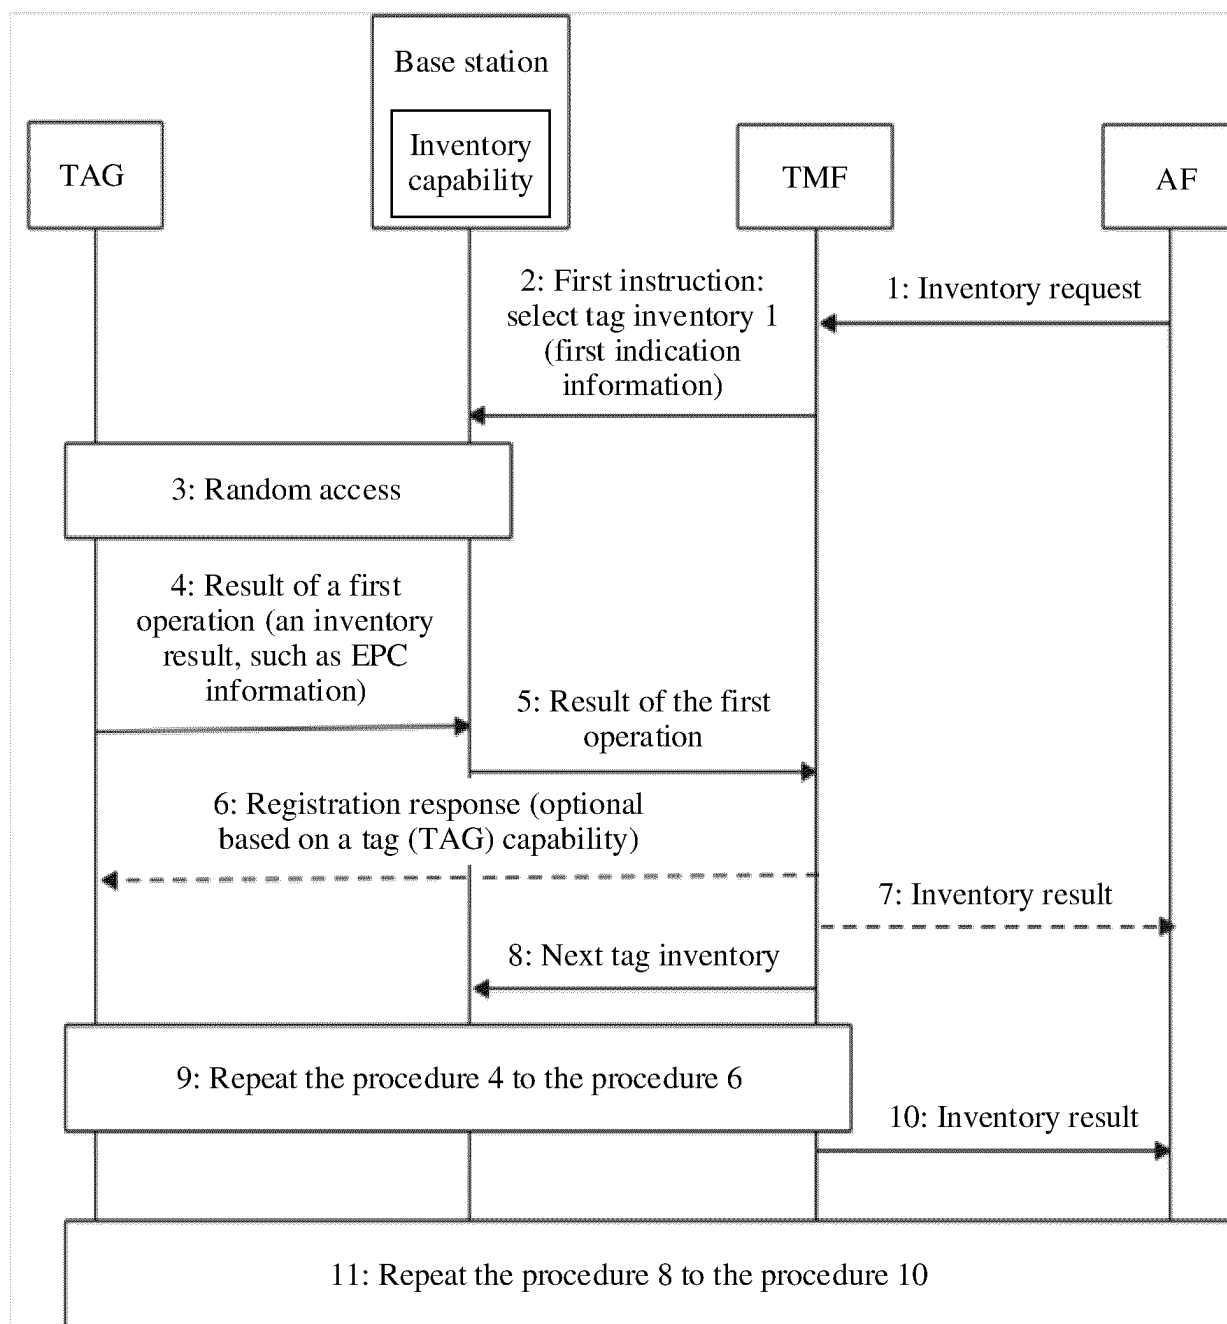 Base station
Inventory
capability
TAG
TMF
AF
1: Inventory request
2: First instruction:
select tag inventory 1
(first indication
information)
3: Random access
4: Result of a first
operation (an inventory
result, such as EPC
information)
5: Result of the first
operation
6: Registration response (optional
based on a tag (TAG) capability)
7: Inventory result
8: Next tag inventory
9: Repeat the procedure 4 to the procedure 6
10: Inventory result
11: Repeat the procedure 8 to the procedure 10